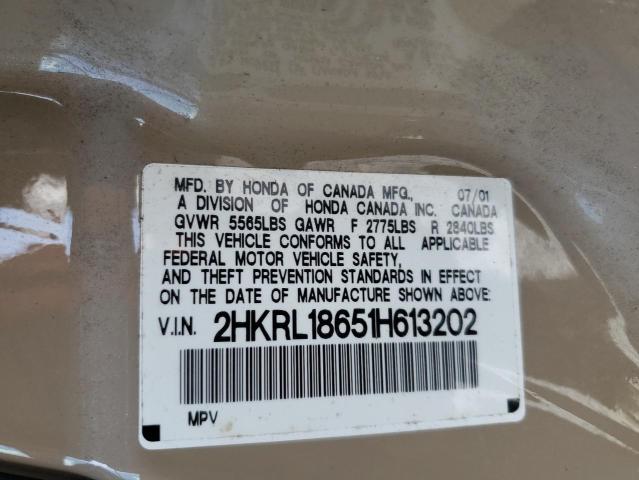 MFD. BY HONDA OF CANADA MFG., 07/01
A DIVISION OF HONDA CANADA INC. CANADA
GVWR 5565LBS GAWR F 2775LBS R 2840LBS
THIS VEHICLE CONFORMS TO ALL APPLICABLE
FEDERAL MOTOR VEHICLE SAFETY,
AND THEFT PREVENTION STANDARDS IN EFFECT
ON THE DATE OF MANUFACTURE SHOWN ABOVE:
V.I.N. 2HKRL18651H613202
MPV